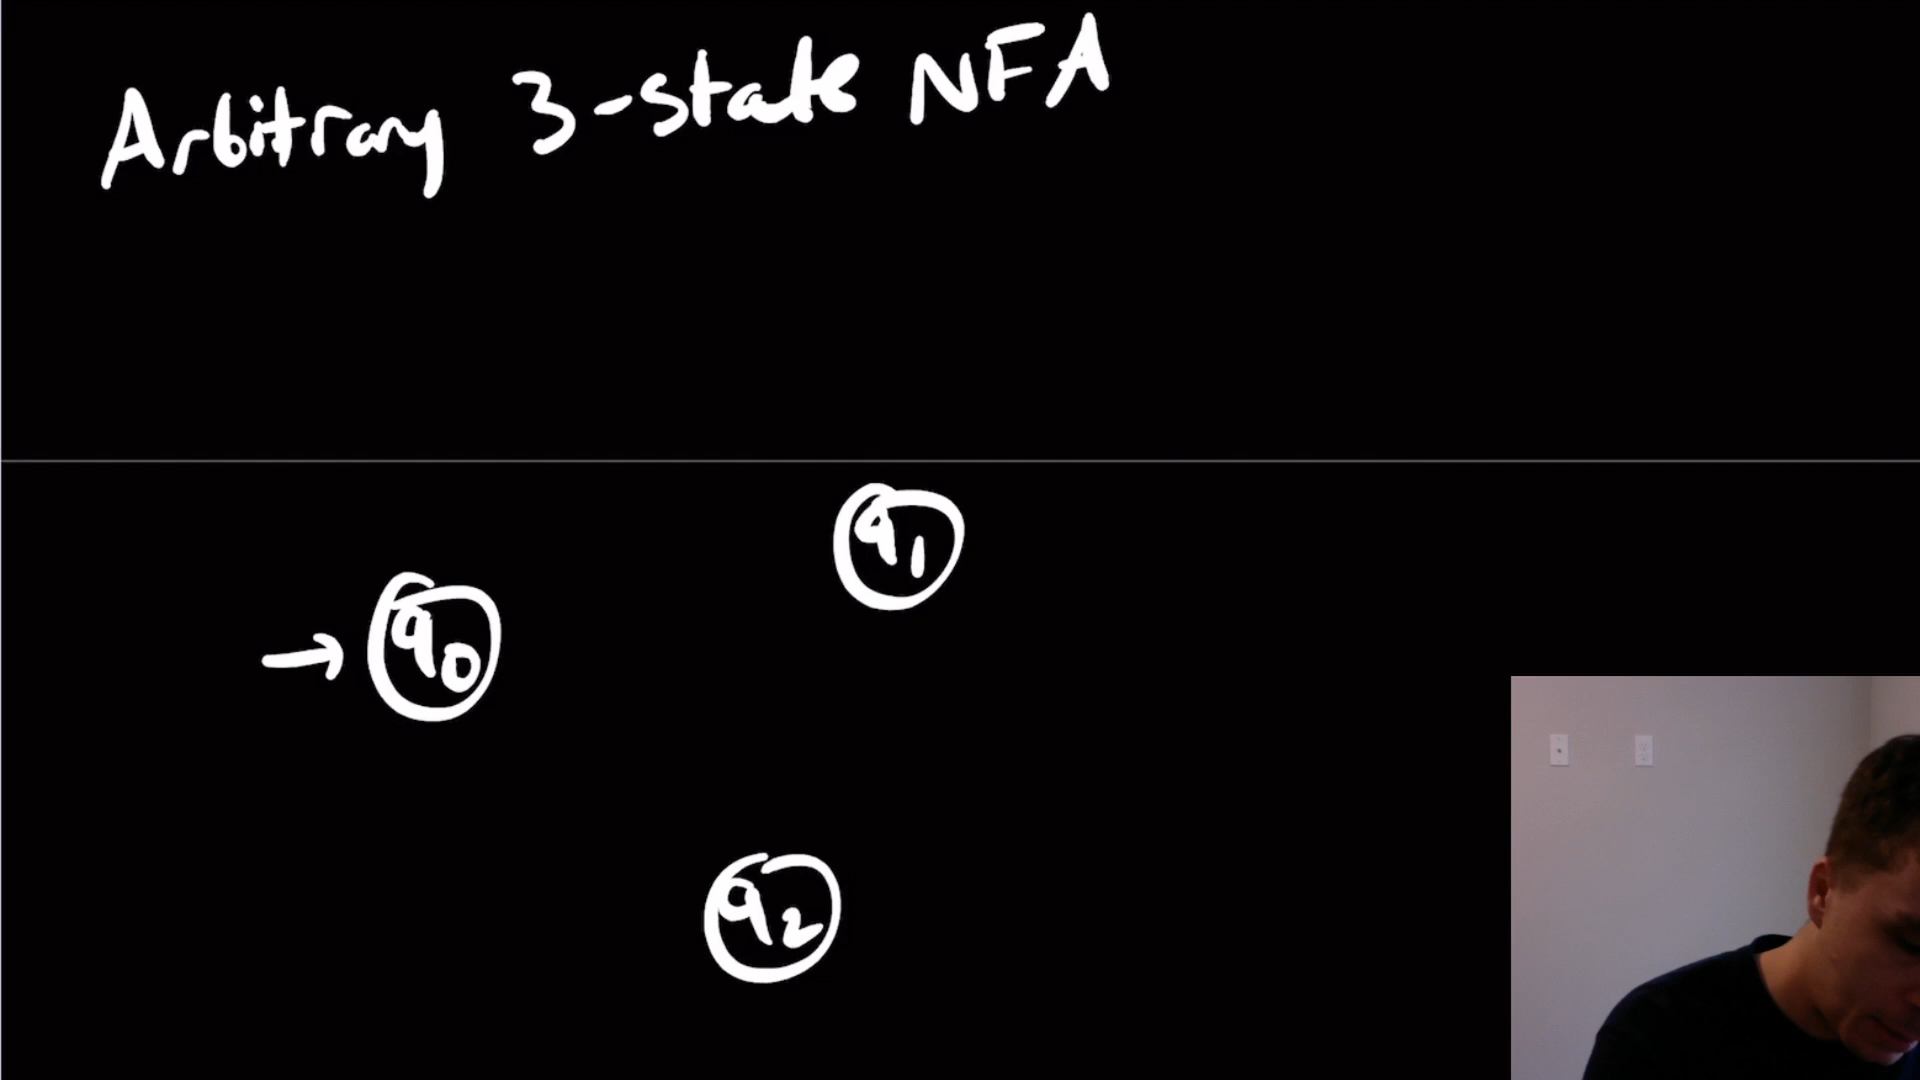 Arbitrary 3-state NFA
q1
→ q0
q2